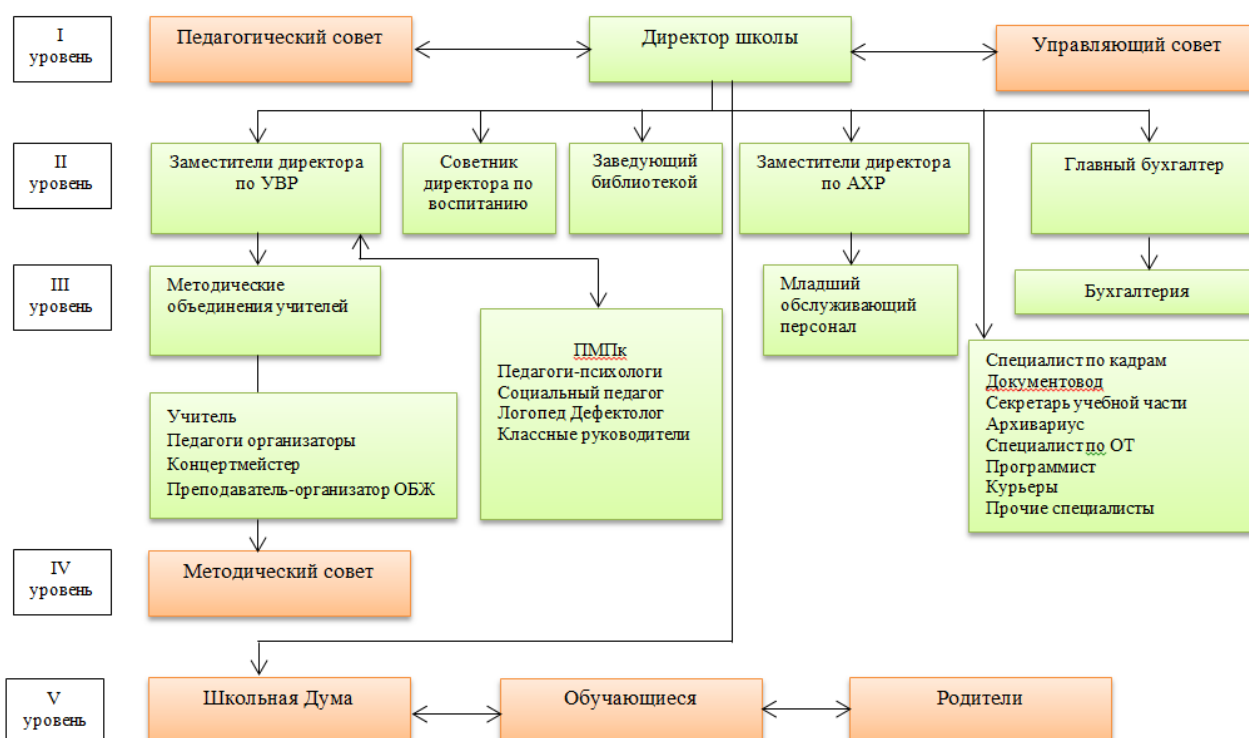 I
уровень
Педагогический совет
Директор школы
Управляющий совет
II
уровень
Заместители директора
по УВР
Советник
директора по
воспитанию
Заведующий
библиотекой
Заместители директора
по АХР
Главный бухгалтер
III
уровень
Методические
объединения учителей
ПМПк
Педагоги-психологи
Социальный педагог
Логопед Дефектолог
Классные руководители
Младший
обслуживающий
персонал
Бухгалтерия
Специалист по кадрам
Документовод
Секретарь учебной части
Архивариус
Специалист по ОТ
Программист
Курьеры
Прочие специалисты
Учитель
Педагоги организаторы
Концертмейстер
Преподаватель-организатор ОБЖ
IV
уровень
Методический совет
V
уровень
Школьная Дума
Обучающиеся
Родители